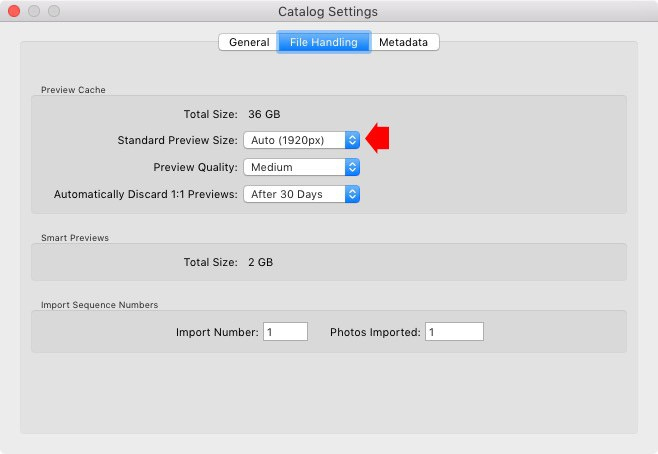 Catalog Settings
General File Handling Metadata
Preview Cache
Total Size: 36 GB
Standard Preview Size: Auto (1920px)
Preview Quality: Medium
Automatically Discard 1:1 Previews: After 30 Days
Smart Previews
Total Size: 2 GB
Import Sequence Numbers
Import Number: 1 Photos Imported: 1